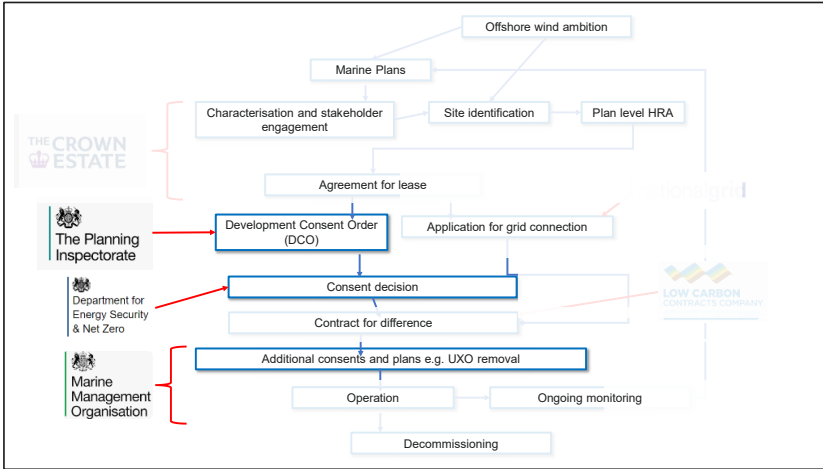 Offshore wind ambition
Marine Plans
Characterisation and stakeholder
engagement
Site identification
Plan level HRA
THE CROWN
ESTATE
Agreement for lease
The Planning
Inspectorate
Development Consent Order
(DCO)
Application for grid connection
Department for
Energy Security
& Net Zero
Consent decision
LOW CARBON
CONTRACTS COMPANY
Contract for difference
Additional consents and plans e.g. UXO removal
Marine
Management
Organisation
Operation
Ongoing monitoring
Decommissioning